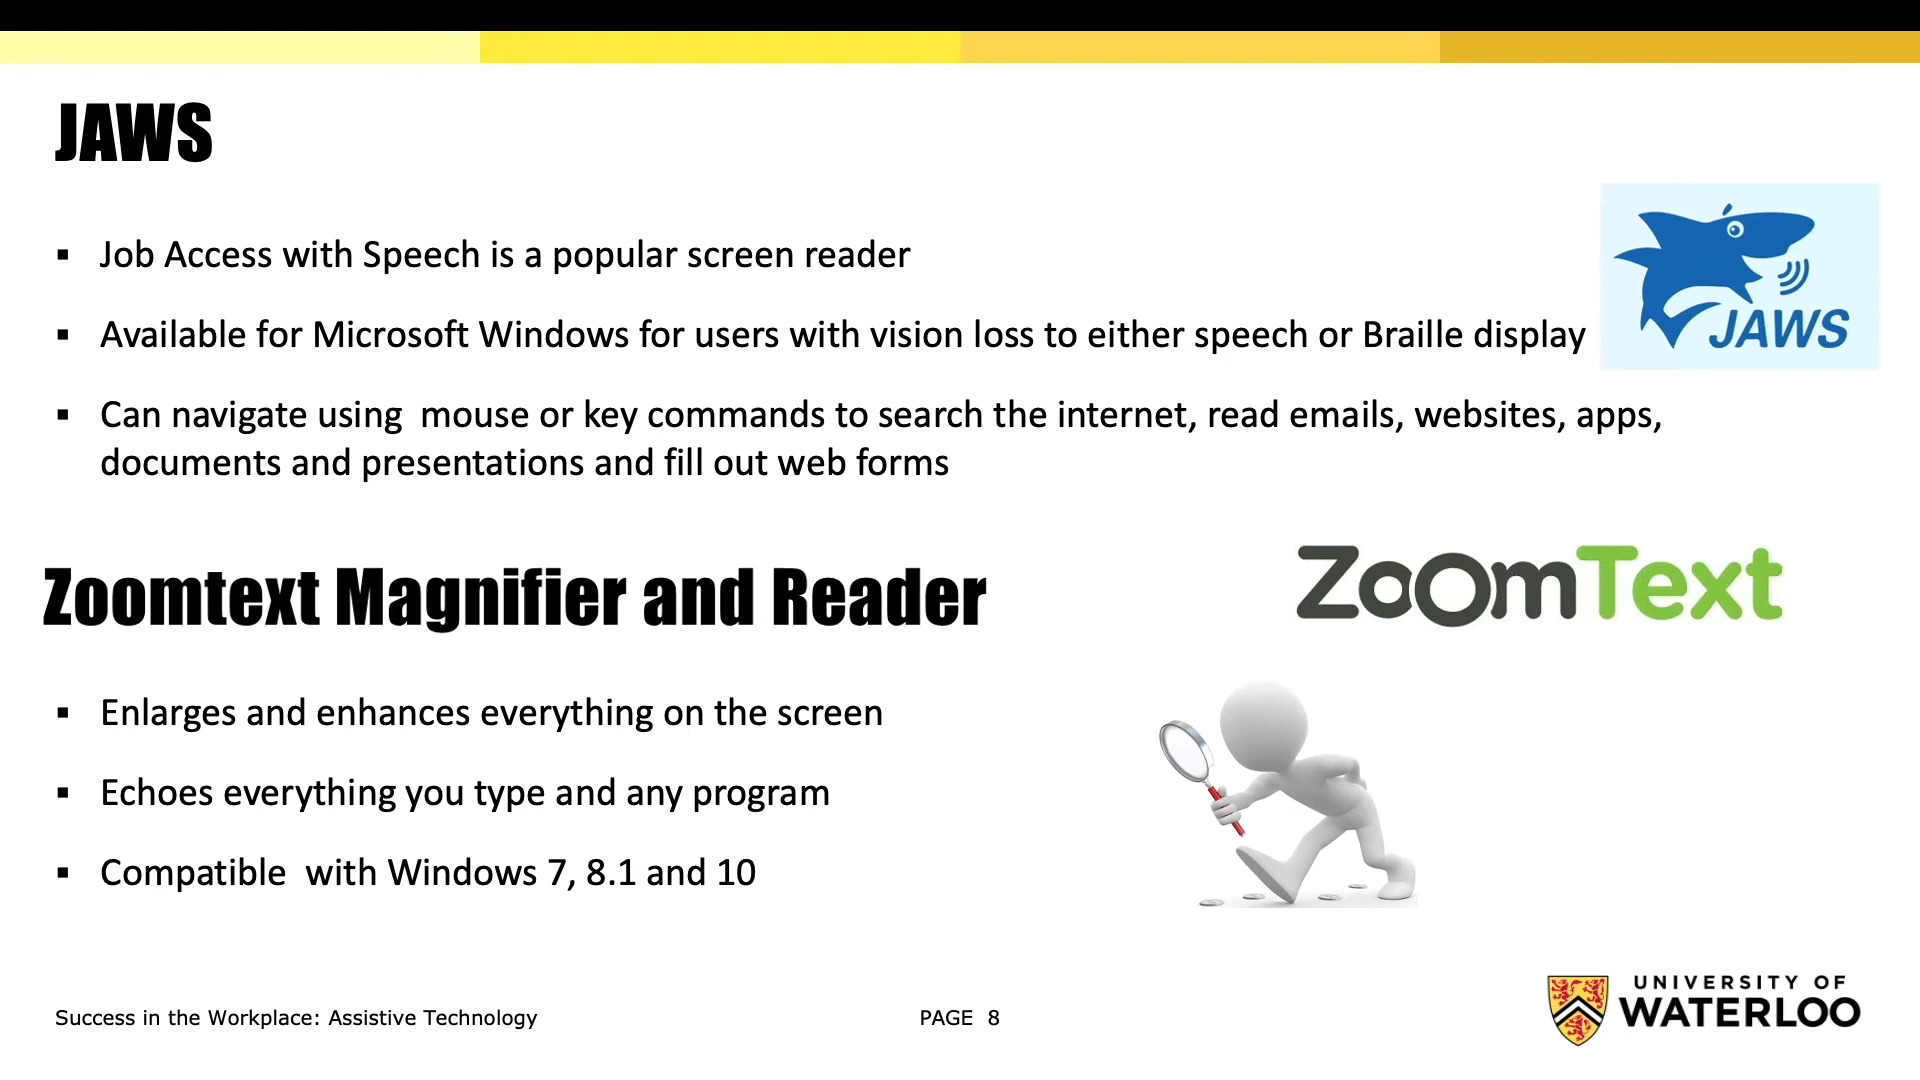 JAWS
▪ Job Access with Speech is a popular screen reader
▪ Available for Microsoft Windows for users with vision loss to either speech or Braille display
▪ Can navigate using  mouse or key commands to search the internet, read emails, websites, apps,
documents and presentations and fill out web forms
JAWS
Zoomtext Magnifier and Reader
ZoomText
▪ Enlarges and enhances everything on the screen
▪ Echoes everything you type and any program
▪ Compatible  with Windows 7, 8.1 and 10
Success in the Workplace: Assistive Technology
PAGE  8
UNIVERSITY OF
WATERLOO